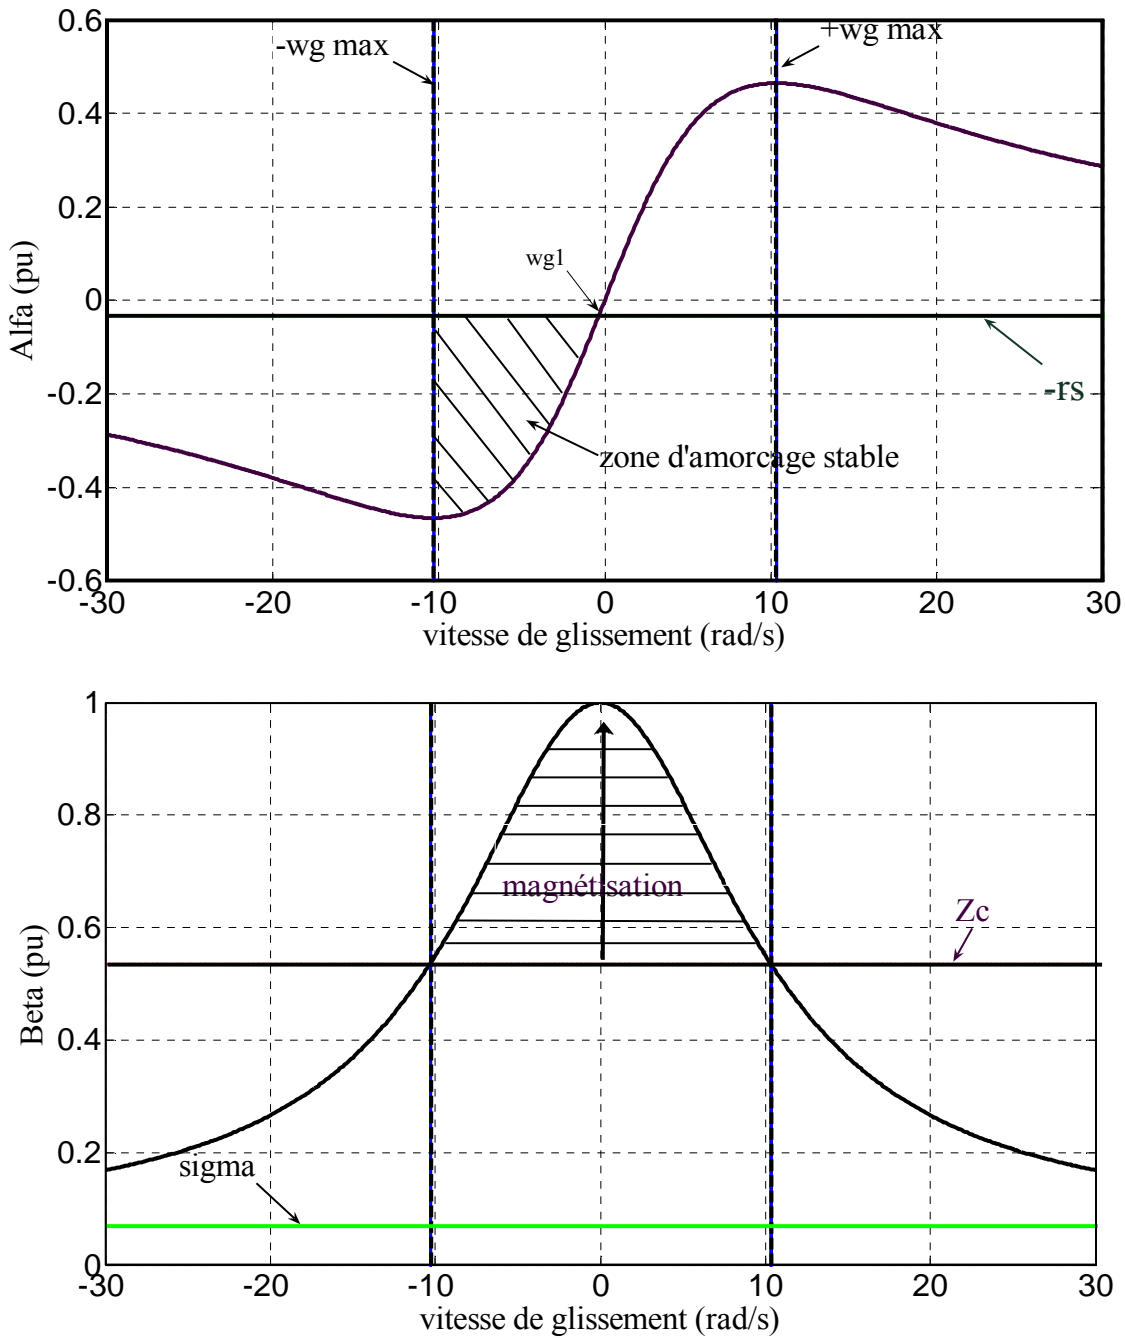 0.6
-wg max
+wg max
0.4
0.2
wg1
0
Alfa (pu)
-rs
-0.2
zone d'amorcage stable
-0.4
-0.6
-30
-20
-10
0
10
20
30
vitesse de glissement (rad/s)
1
0.8
magnétisation
Zc
0.6
Beta (pu)
0.4
0.2
sigma
0
-30
-20
-10
0
10
20
30
vitesse de glissement (rad/s)